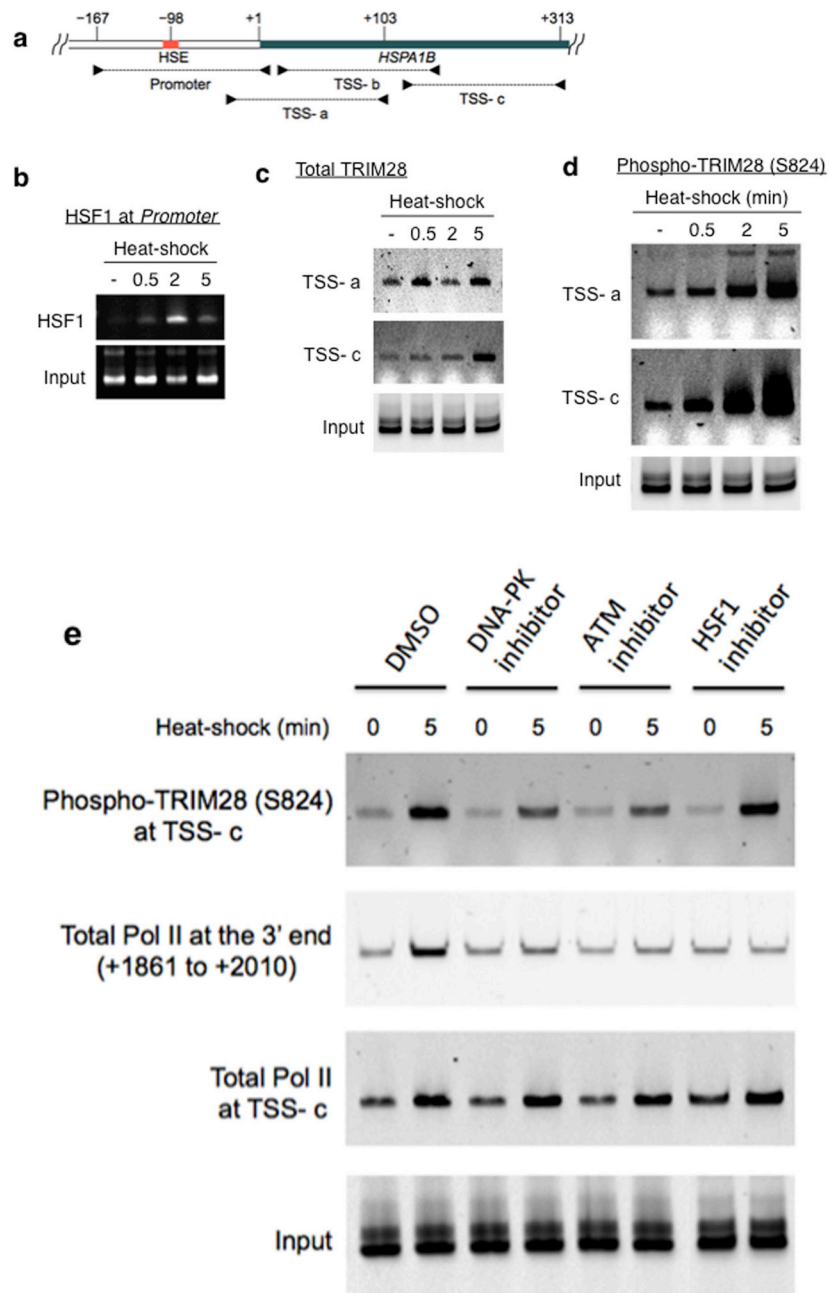 a
−167 −98 +1 +103 +313
HSE HSPA1B
Promoter TSS- b TSS- c
TSS- a
b
HSF1 at Promoter
Heat-shock
- 0.5 2 5
HSF1
Input
c
Total TRIM28
Heat-shock
- 0.5 2 5
TSS- a
TSS- c
Input
d
Phospho-TRIM28 (S824)
Heat-shock (min)
- 0.5 2 5
TSS- a
TSS- c
Input
e
DMSO
DNA-PK
inhibitor
ATM
inhibitor
HSF1
inhibitor
Heat-shock (min) 0 5 0 5 0 5 0 5
Phospho-TRIM28 (S824)
at TSS- c
Total Pol II at the 3' end
(+1861 to +2010)
Total Pol II
at TSS- c
Input